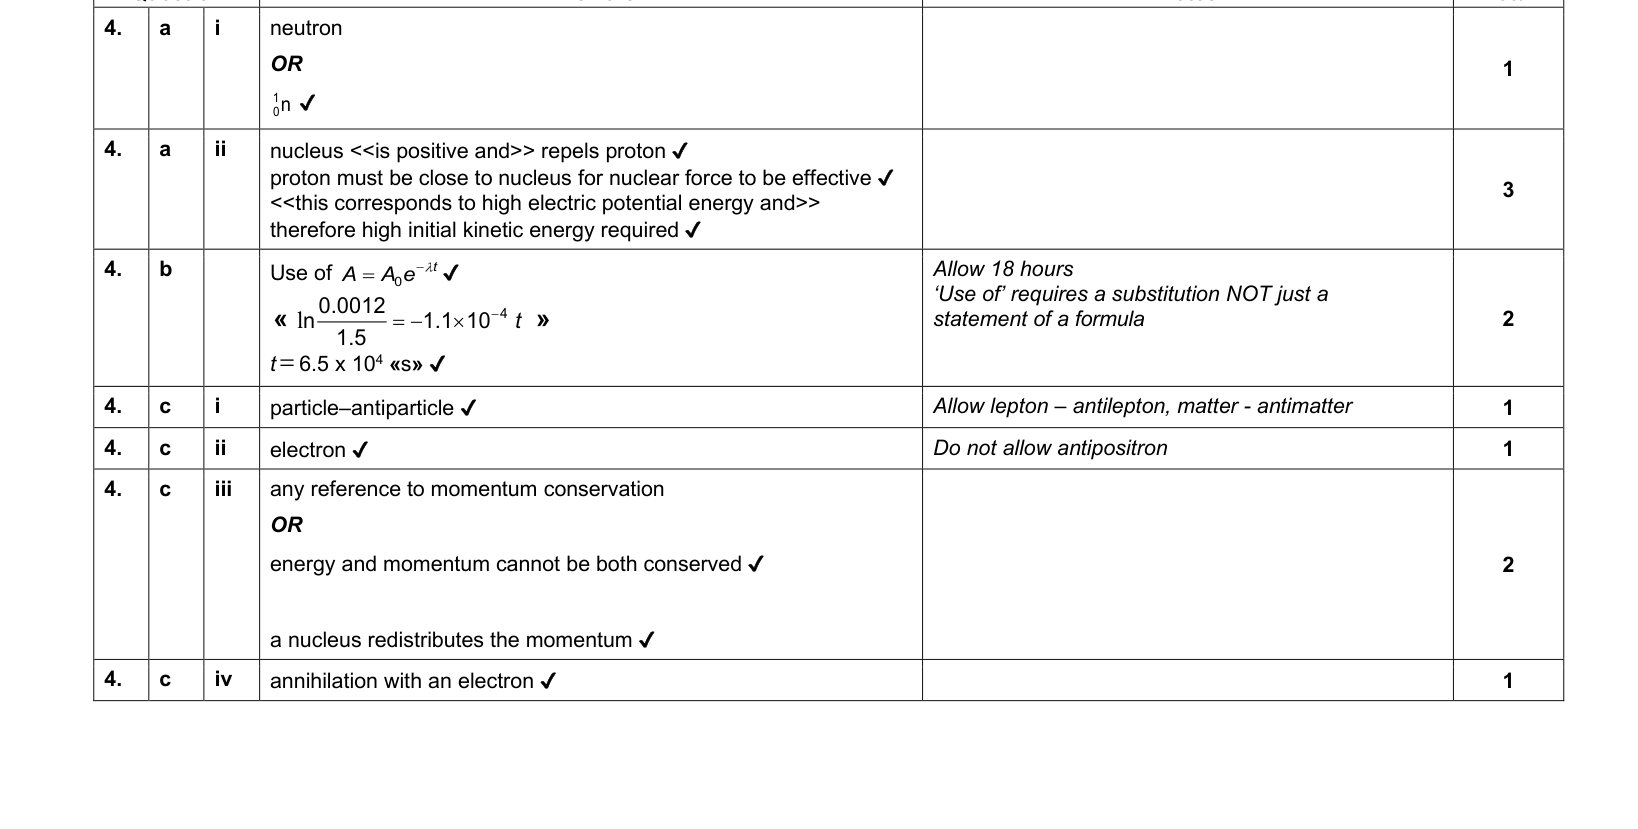 4. a i neutron
OR
¹₀n ✓
1
4. a ii nucleus <<is positive and>> repels proton ✓
proton must be close to nucleus for nuclear force to be effective ✓
<<this corresponds to high electric potential energy and>>
therefore high initial kinetic energy required ✓
3
4. b Use of A = A₀e^−λt ✓
« ln 0.0012/1.5 = −1.1×10⁻⁴ t »
t = 6.5 x 10⁴ «s» ✓
Allow 18 hours
‘Use of’ requires a substitution NOT just a
statement of a formula
2
4. c i particle–antiparticle ✓ Allow lepton – antilepton, matter - antimatter 1
4. c ii electron ✓ Do not allow antipositron 1
4. c iii any reference to momentum conservation
OR
energy and momentum cannot be both conserved ✓
a nucleus redistributes the momentum ✓
2
4. c iv annihilation with an electron ✓ 1